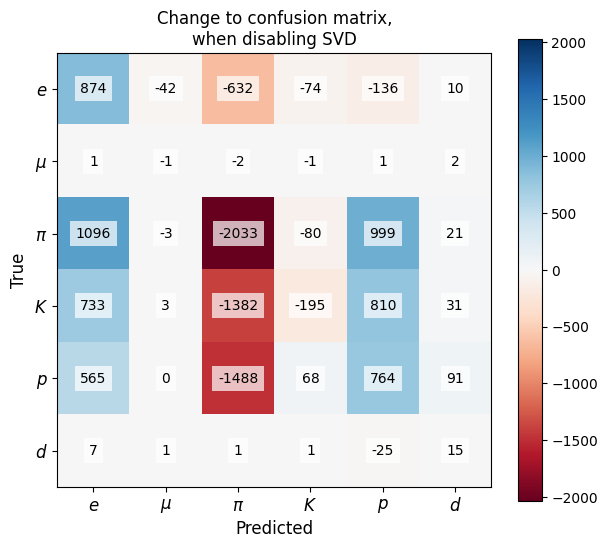 Change to confusion matrix,
when disabling SVD
True
e 874 -42 -632 -74 -136 10
μ 1 -1 -2 -1 1 2
π 1096 -3 -2033 -80 999 21
K 733 3 -1382 -195 810 31
p 565 0 -1488 68 764 91
d 7 1 1 1 -25 15
e μ π K p d
Predicted
2000
1500
1000
500
0
−500
−1000
−1500
−2000